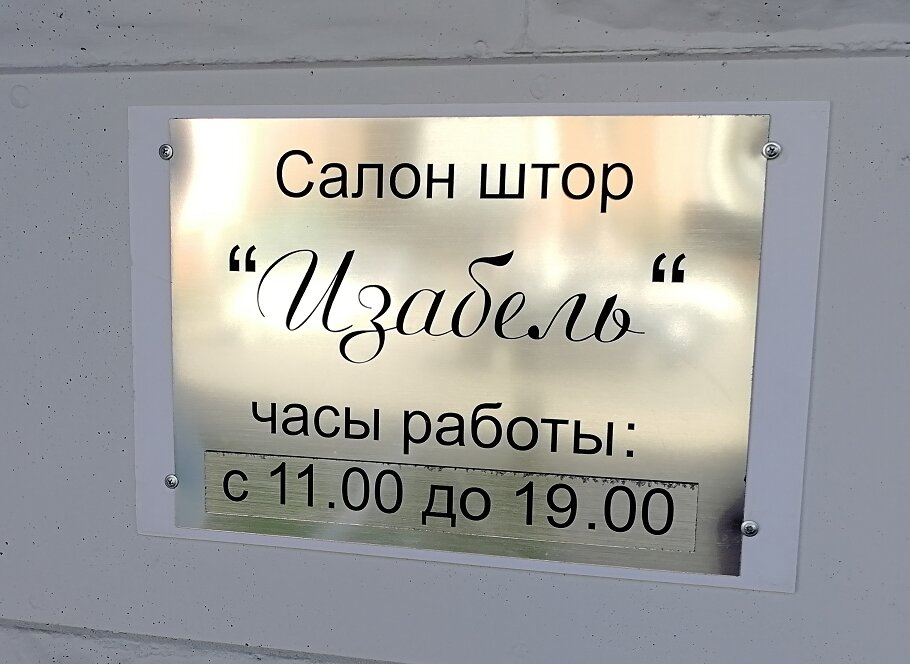 Салон штор
“Изабель“
часы работы:
с 11.00 до 19.00